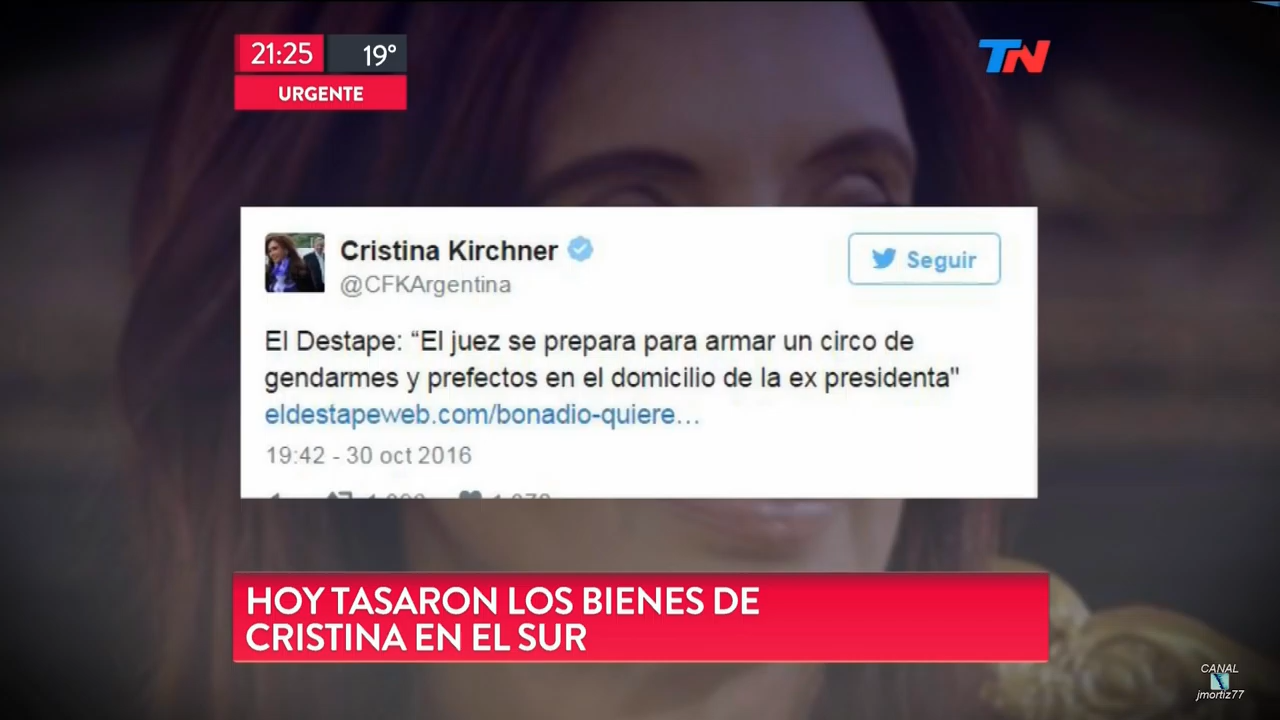 21:25 19°
TN
URGENTE
Cristina Kirchner
Seguir
@CFKArgentina
El Destape: “El juez se prepara para armar un circo de
gendarmes y prefectos en el domicilio de la ex presidenta"
eldestapeweb.com/bonadio-quiere...
19:42 - 30 oct 2016
HOY TASARON LOS BIENES DE
CRISTINA EN EL SUR
CANAL
jmortiz77